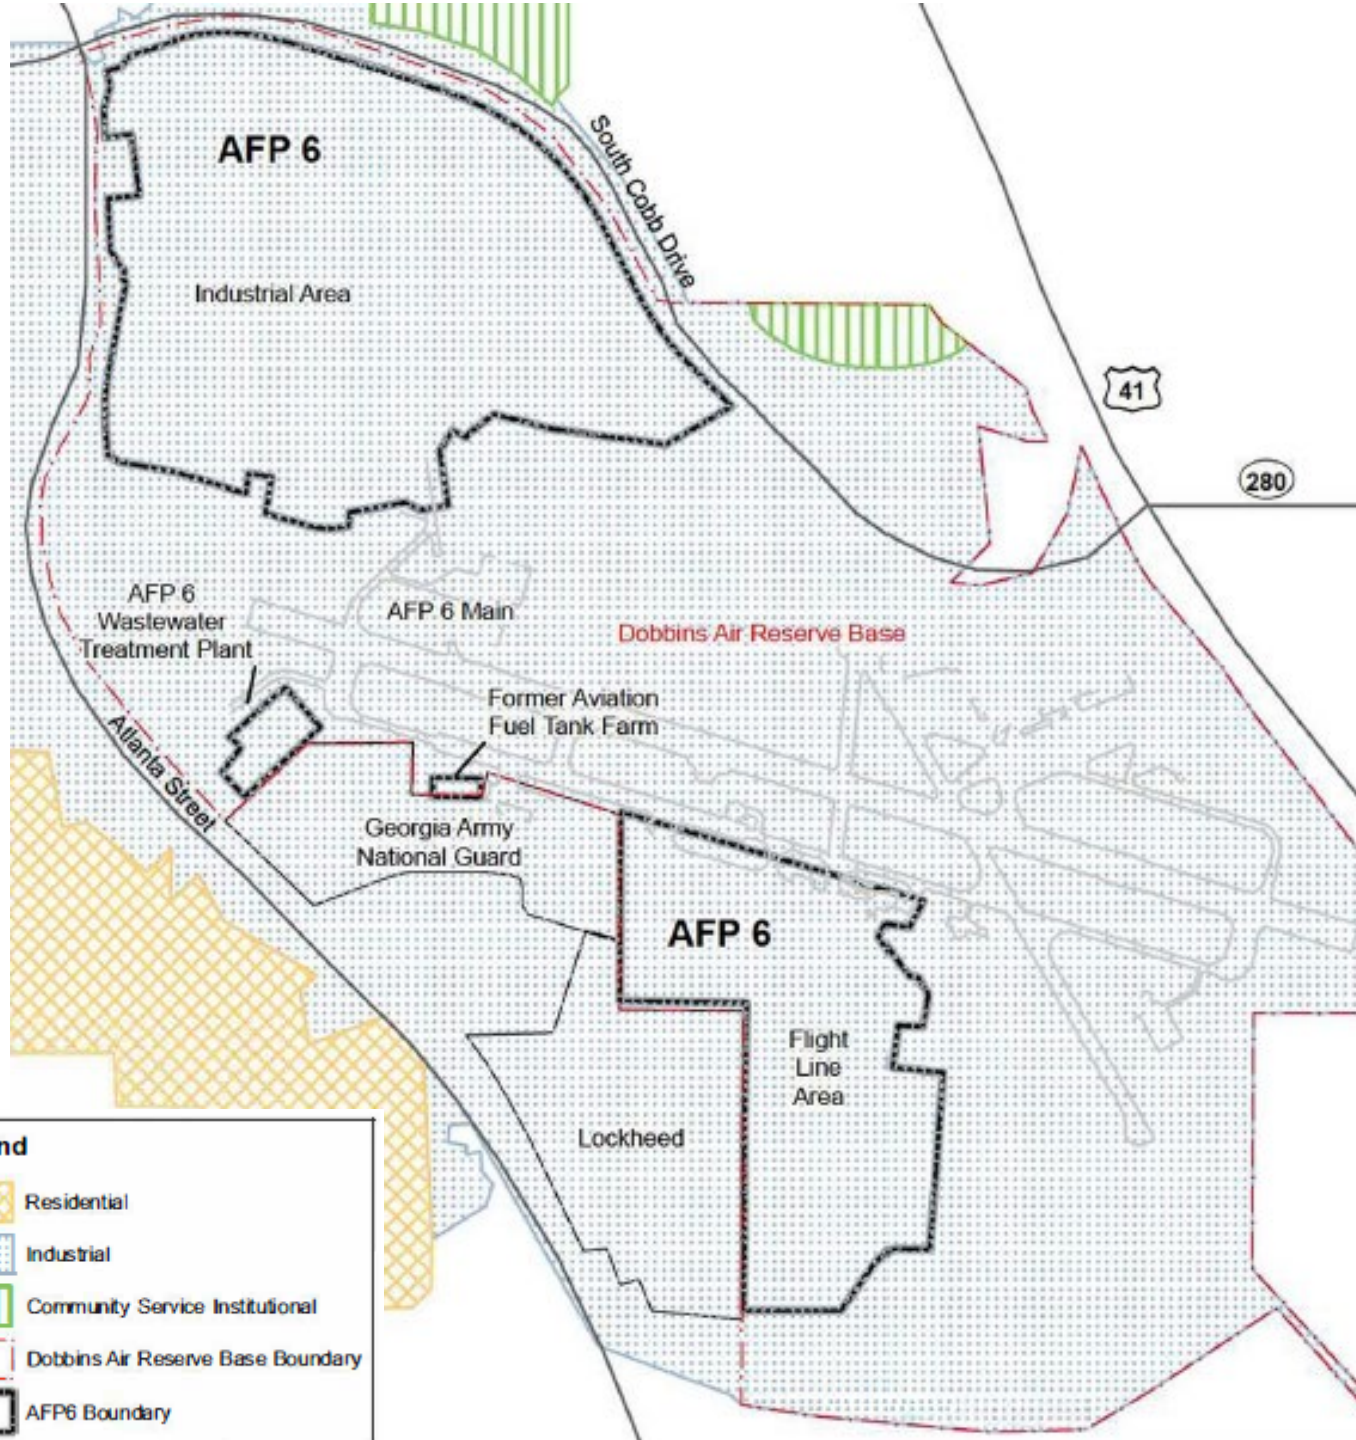 AFP 6
South Cobb Drive
Industrial Area
41
280
AFP 6
Wastewater
Treatment Plant
AFP 6 Main
Dobbins Air Reserve Base
Former Aviation
Fuel Tank Farm
Atlanta Street
Georgia Army
National Guard
AFP 6
Flight
Line
Area
Lockheed
nd
Residential
Industrial
Community Service Institutional
Dobbins Air Reserve Base Boundary
AFP6 Boundary